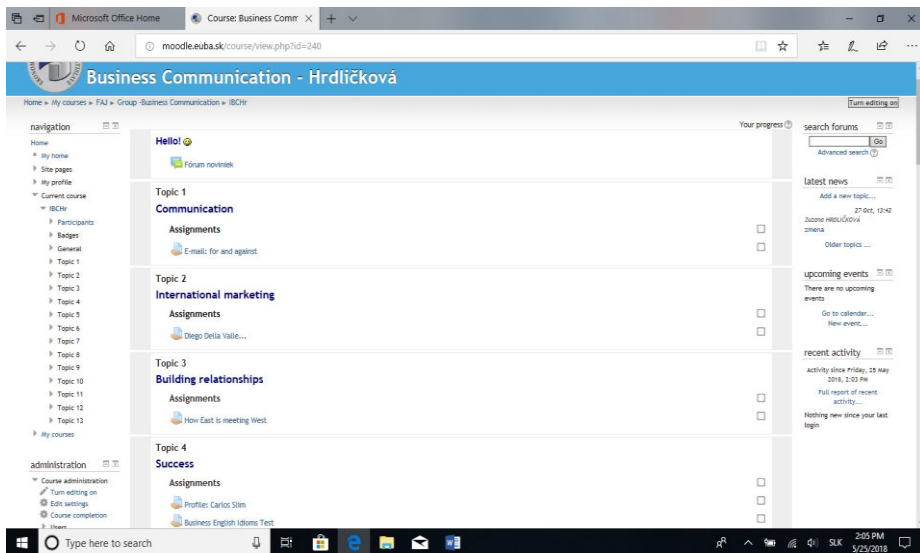 Microsoft Office Home
Course: Business Comm
moodle.euba.sk/course/view.php?id=240
Business Communication - Hrdličková
Home ► My courses ► FAJ ► Group -Business Communication ► IBCHr
Turn editing on
navigation
Home
My home
Site pages
My profile
Current course
IBCHr
Participants
Badges
General
Topic 1
Topic 2
Topic 3
Topic 4
Topic 5
Topic 6
Topic 7
Topic 8
Topic 9
Topic 10
Topic 11
Topic 12
Topic 13
My courses
administration
Course administration
Turn editing on
Edit settings
Course completion
Users
Your progress
Hello!
Fórum noviniek
Topic 1
Communication
Assignments
E-mail: for and against
Topic 2
International marketing
Assignments
Diego Della Valle...
Topic 3
Building relationships
Assignments
How East is meeting West
Topic 4
Success
Assignments
Profile: Carlos Slim
Business English Idioms Test
search forums
Go
Advanced search
latest news
Add a new topic...
27 Oct, 13:42
Zuzana HRDLIČKOVÁ
zmena
Older topics ...
upcoming events
There are no upcoming
events
Go to calendar...
New event...
recent activity
Activity since Friday, 25 May
2018, 2:03 PM
Full report of recent
activity...
Nothing new since your last
login
Type here to search
SLK
2:05 PM
5/25/2018